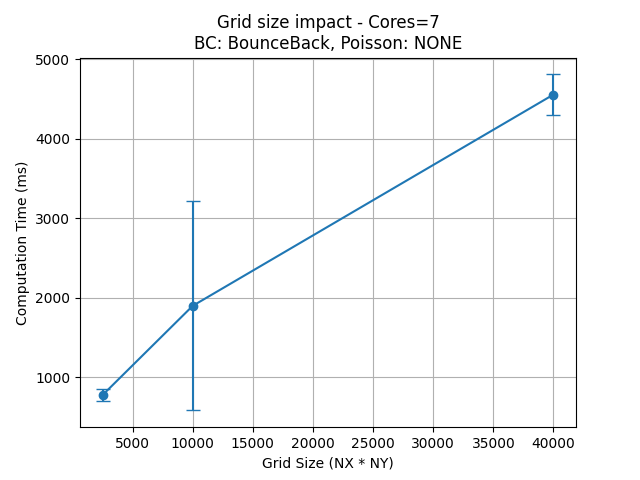 Grid size impact - Cores=7
BC: BounceBack, Poisson: NONE
5000
4000
3000
2000
1000
Computation Time (ms)
5000 10000 15000 20000 25000 30000 35000 40000
Grid Size (NX * NY)